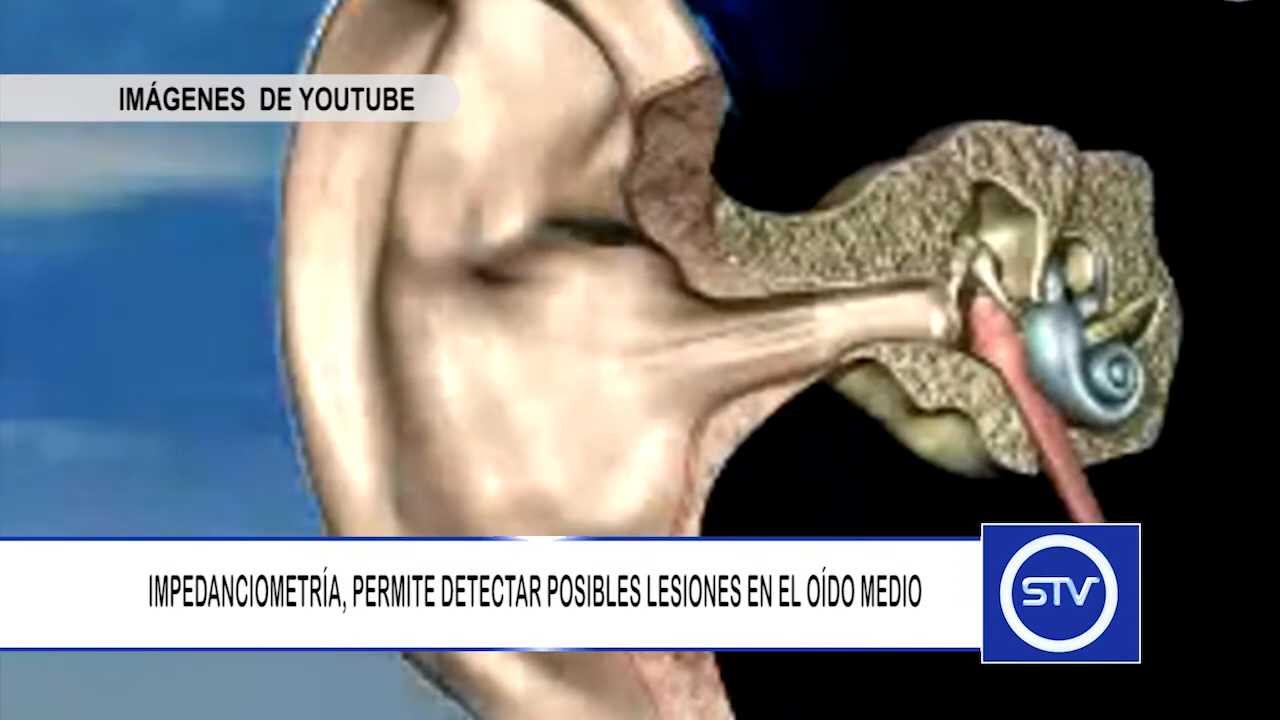 IMÁGENES DE YOUTUBE
IMPEDANCIOMETRÍA, PERMITE DETECTAR POSIBLES LESIONES EN EL OÍDO MEDIO
STV